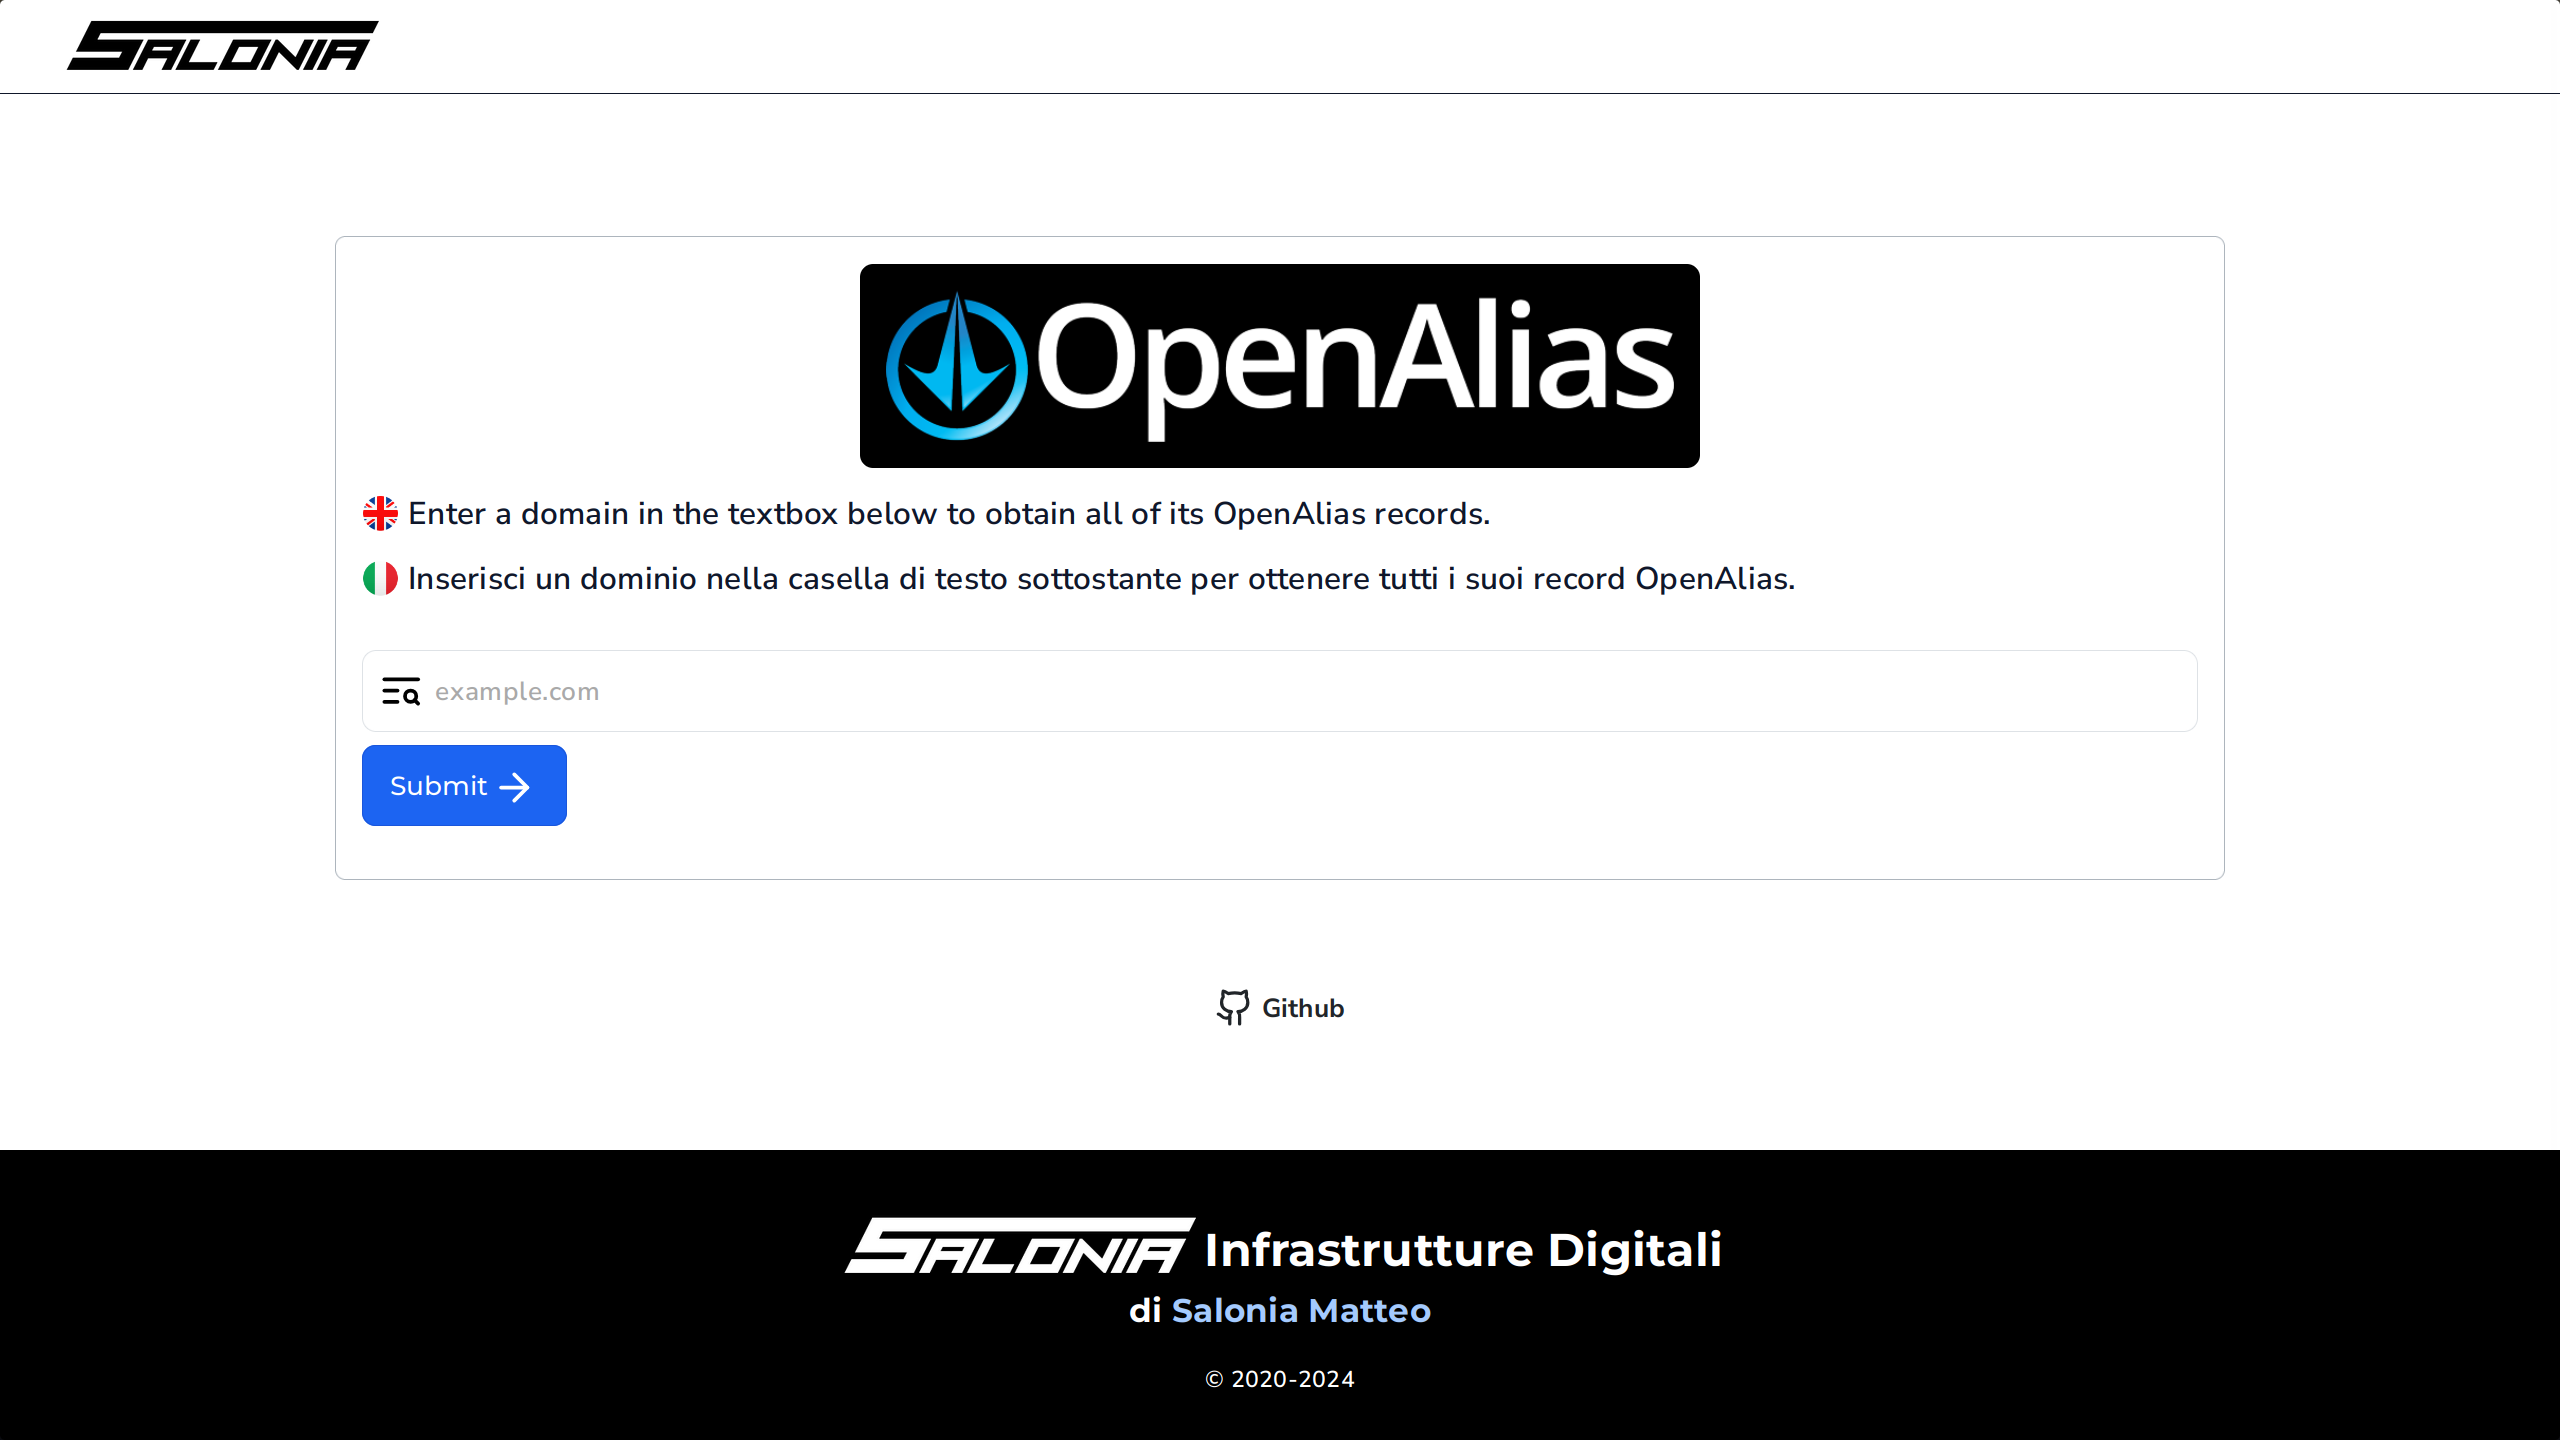 SALONIA
OpenAlias
Enter a domain in the textbox below to obtain all of its OpenAlias records.
Inserisci un dominio nella casella di testo sottostante per ottenere tutti i suoi record OpenAlias.
example.com
Submit
Github
SALONIA Infrastrutture Digitali
di Salonia Matteo
© 2020-2024